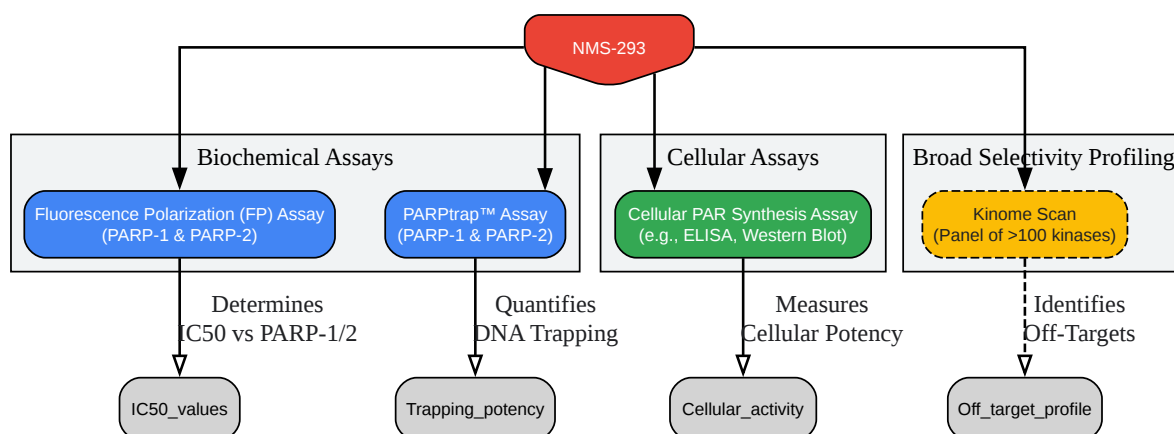 NMS-293
Biochemical Assays
Cellular Assays
Broad Selectivity Profiling
Fluorescence Polarization (FP) Assay
(PARP-1 & PARP-2)
PARPtrap™ Assay
(PARP-1 & PARP-2)
Cellular PAR Synthesis Assay
(e.g., ELISA, Western Blot)
Kinome Scan
(Panel of >100 kinases)
Determines
IC50 vs PARP-1/2
Quantifies
DNA Trapping
Measures
Cellular Potency
Identifies
Off-Targets
IC50_values
Trapping_potency
Cellular_activity
Off_target_profile